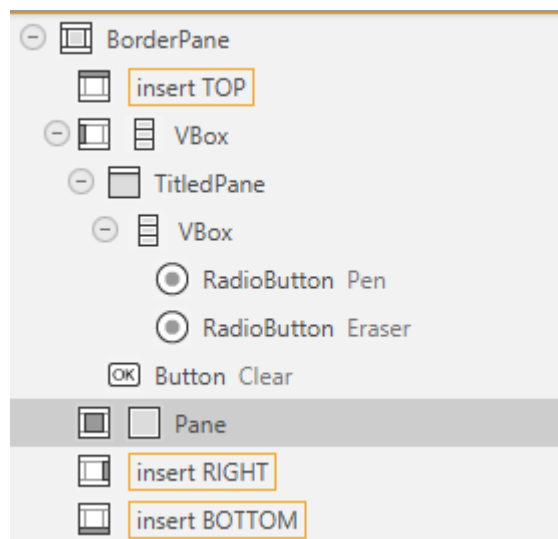 BorderPane
insert TOP
VBox
TitledPane
VBox
RadioButton Pen
RadioButton Eraser
OK Button Clear
Pane
insert RIGHT
insert BOTTOM